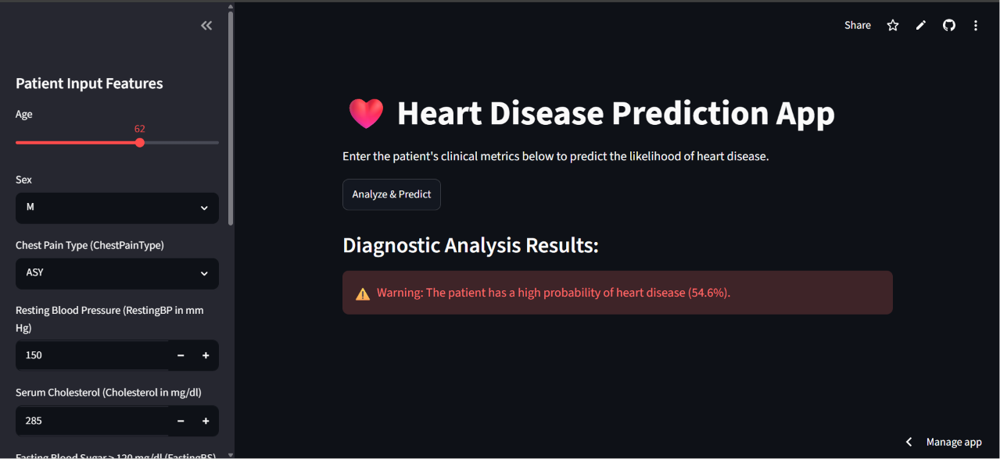 Patient Input Features
Age
62
Sex
M
Chest Pain Type (ChestPainType)
ASY
Resting Blood Pressure (RestingBP in mm
Hg)
150
Serum Cholesterol (Cholesterol in mg/dl)
285
Fasting Blood Sugar > 120 mg/dl (FastingBS)
Share
Heart Disease Prediction App
Enter the patient's clinical metrics below to predict the likelihood of heart disease.
Analyze & Predict
Diagnostic Analysis Results:
Warning: The patient has a high probability of heart disease (54.6%).
Manage app